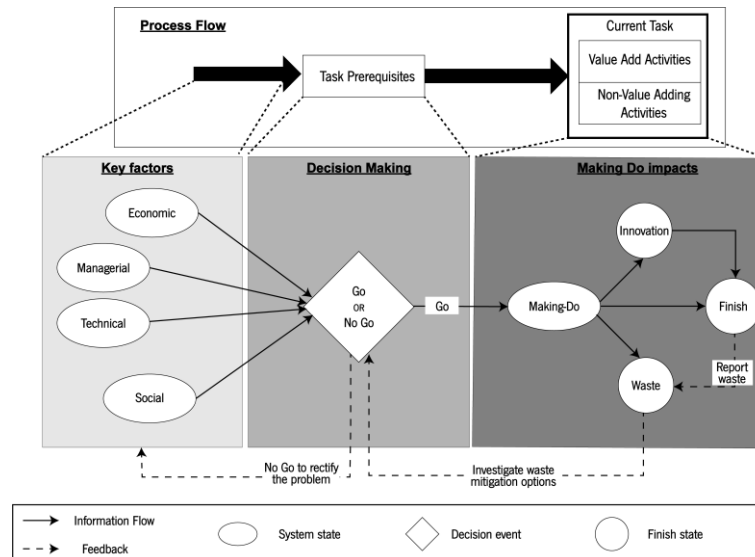 Process Flow
Task Prerequisites
Current Task
Value Add Activities
Non-Value Adding
Activities
Key factors
Economic
Managerial
Technical
Social
Decision Making
Go
OR
No Go
Go
Making Do impacts
Innovation
Making-Do
Finish
Report
waste
Waste
No Go to rectify
the problem
Investigate waste
mitigation options
Information Flow
Feedback
System state
Decision event
Finish state